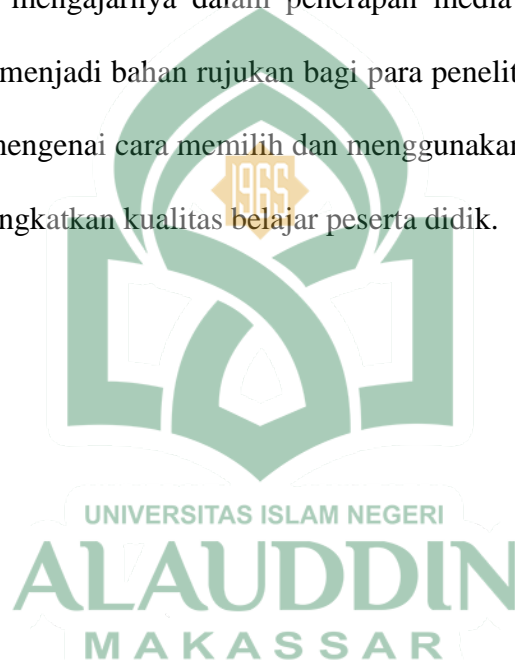 mengajarnya dalam penerapan media
menjadi bahan rujukan bagi para penelit
mengenai cara memilih dan menggunakan
ngkatkan kualitas belajar peserta didik.
1965
UNIVERSITAS ISLAM NEGERI
ALAUDDIN
MAKASSAR